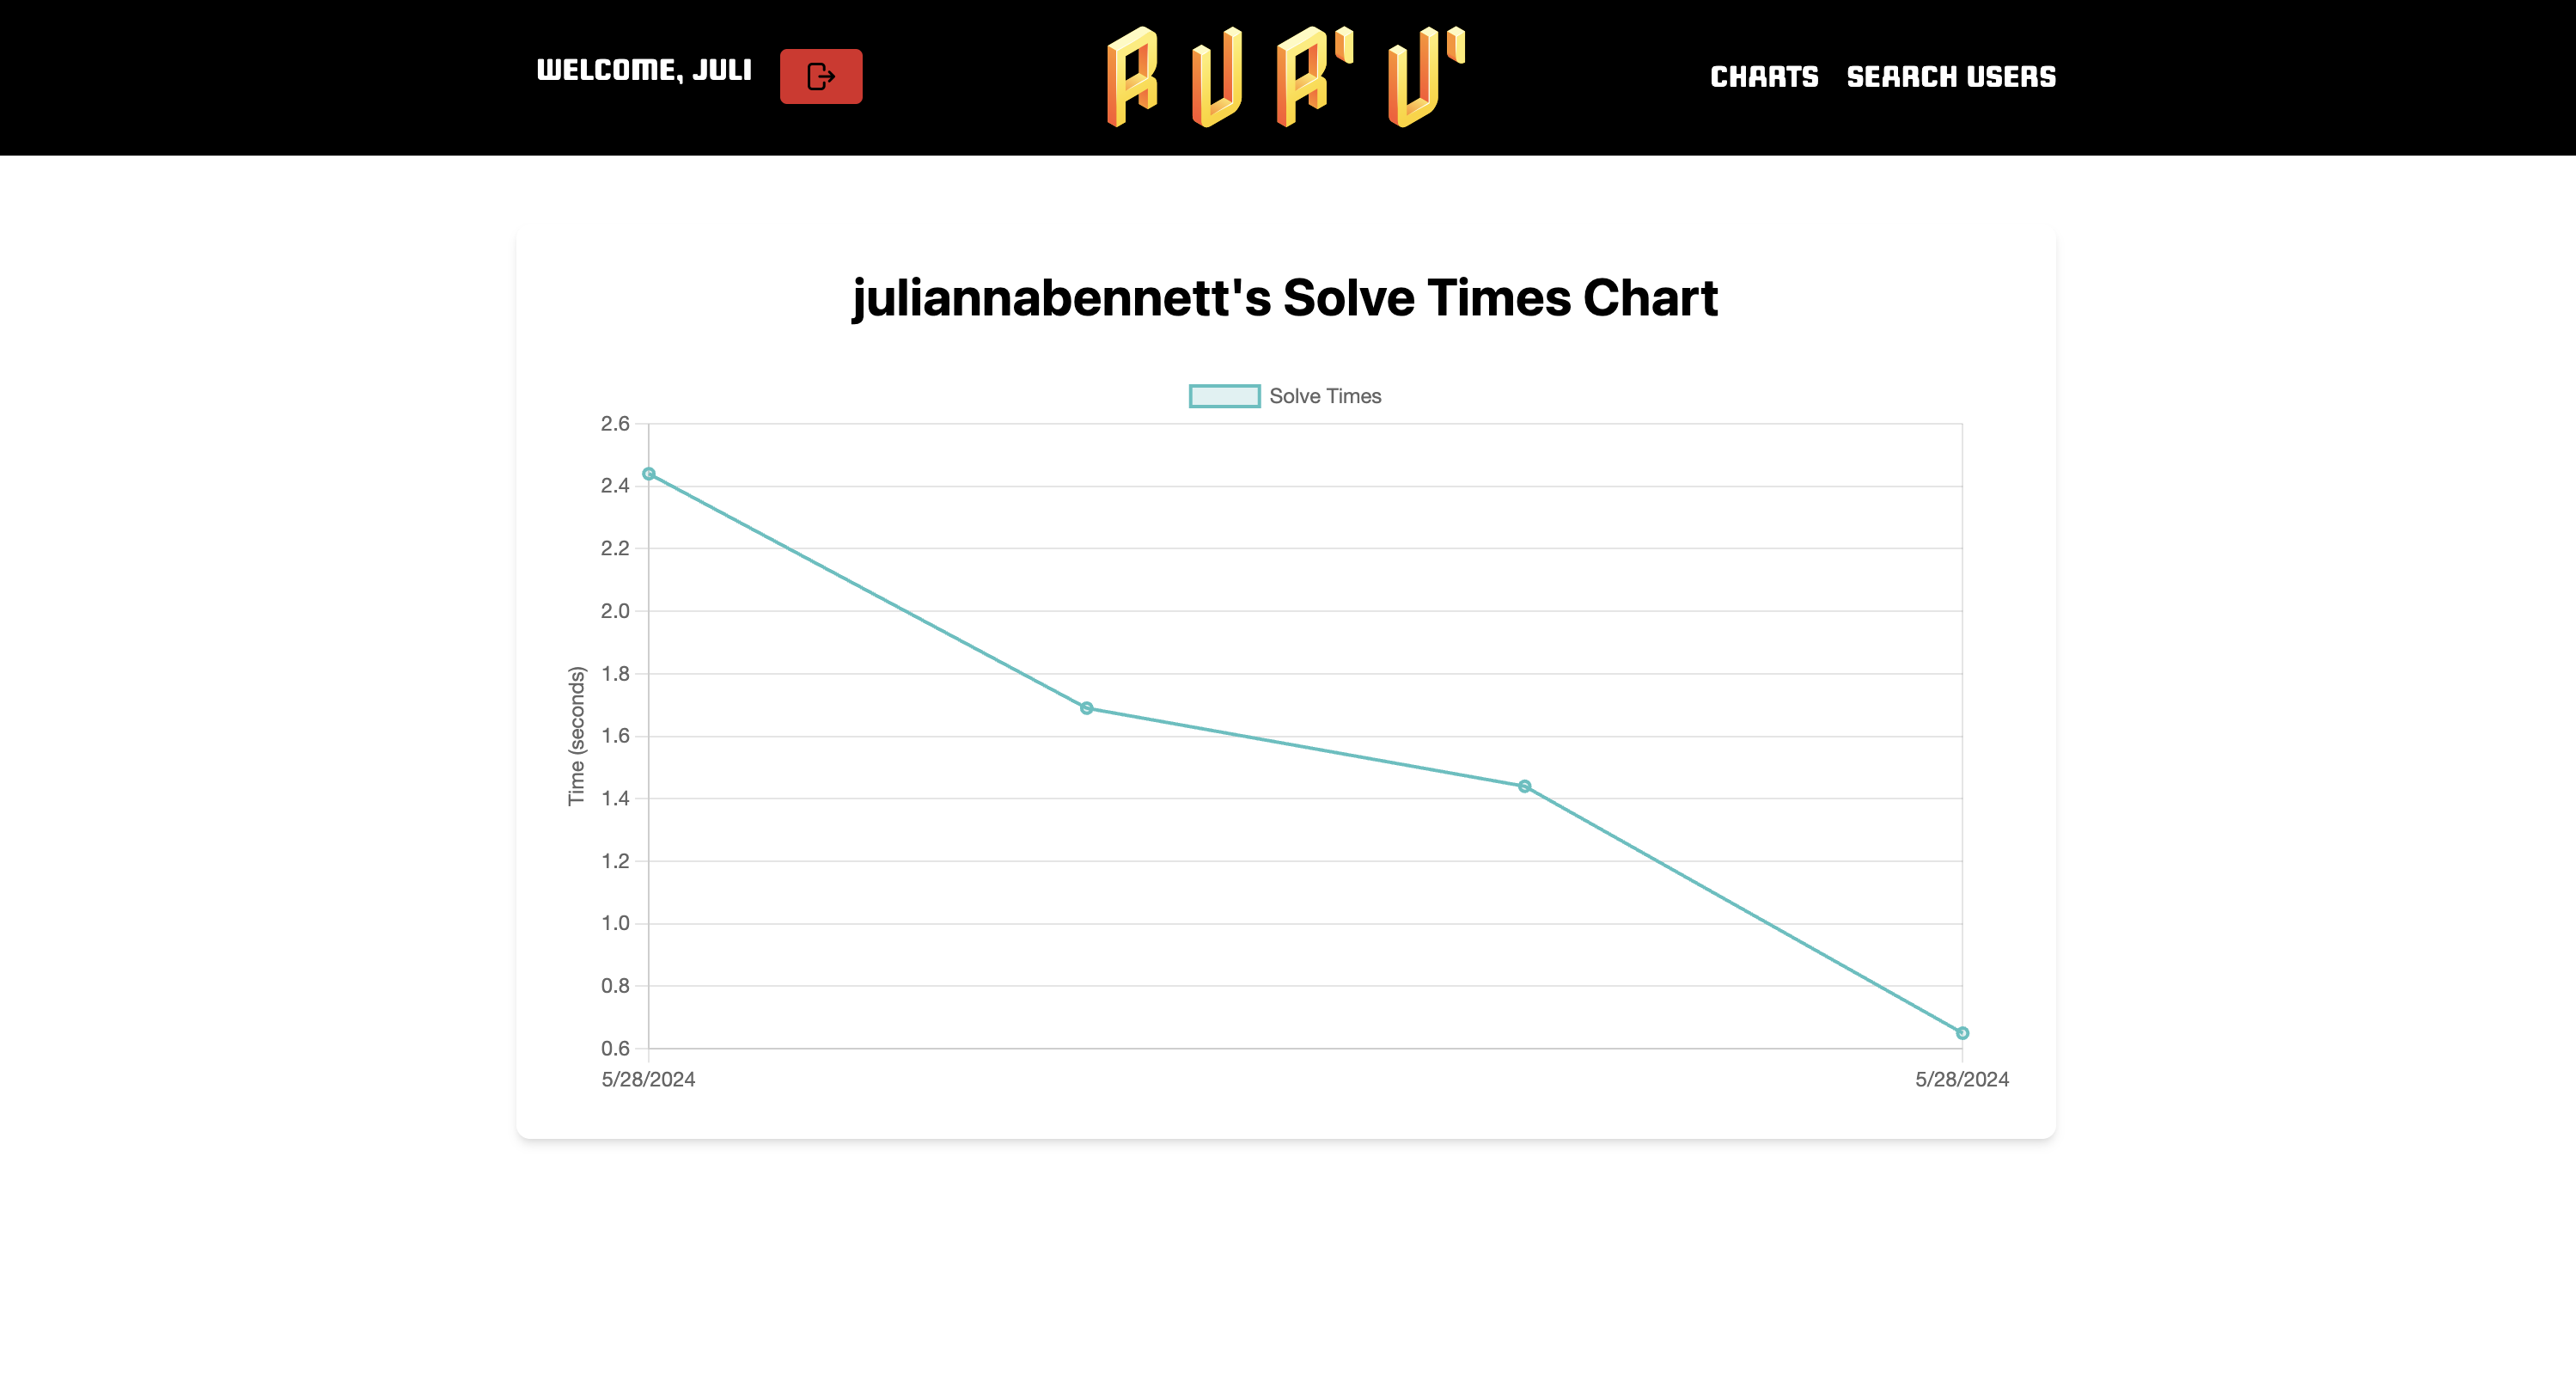 WELCOME, JULI
R U R' U'
CHARTS SEARCH USERS
juliannabennett's Solve Times Chart
Solve Times
Time (seconds)
2.6
2.4
2.2
2.0
1.8
1.6
1.4
1.2
1.0
0.8
0.6
5/28/2024 5/28/2024